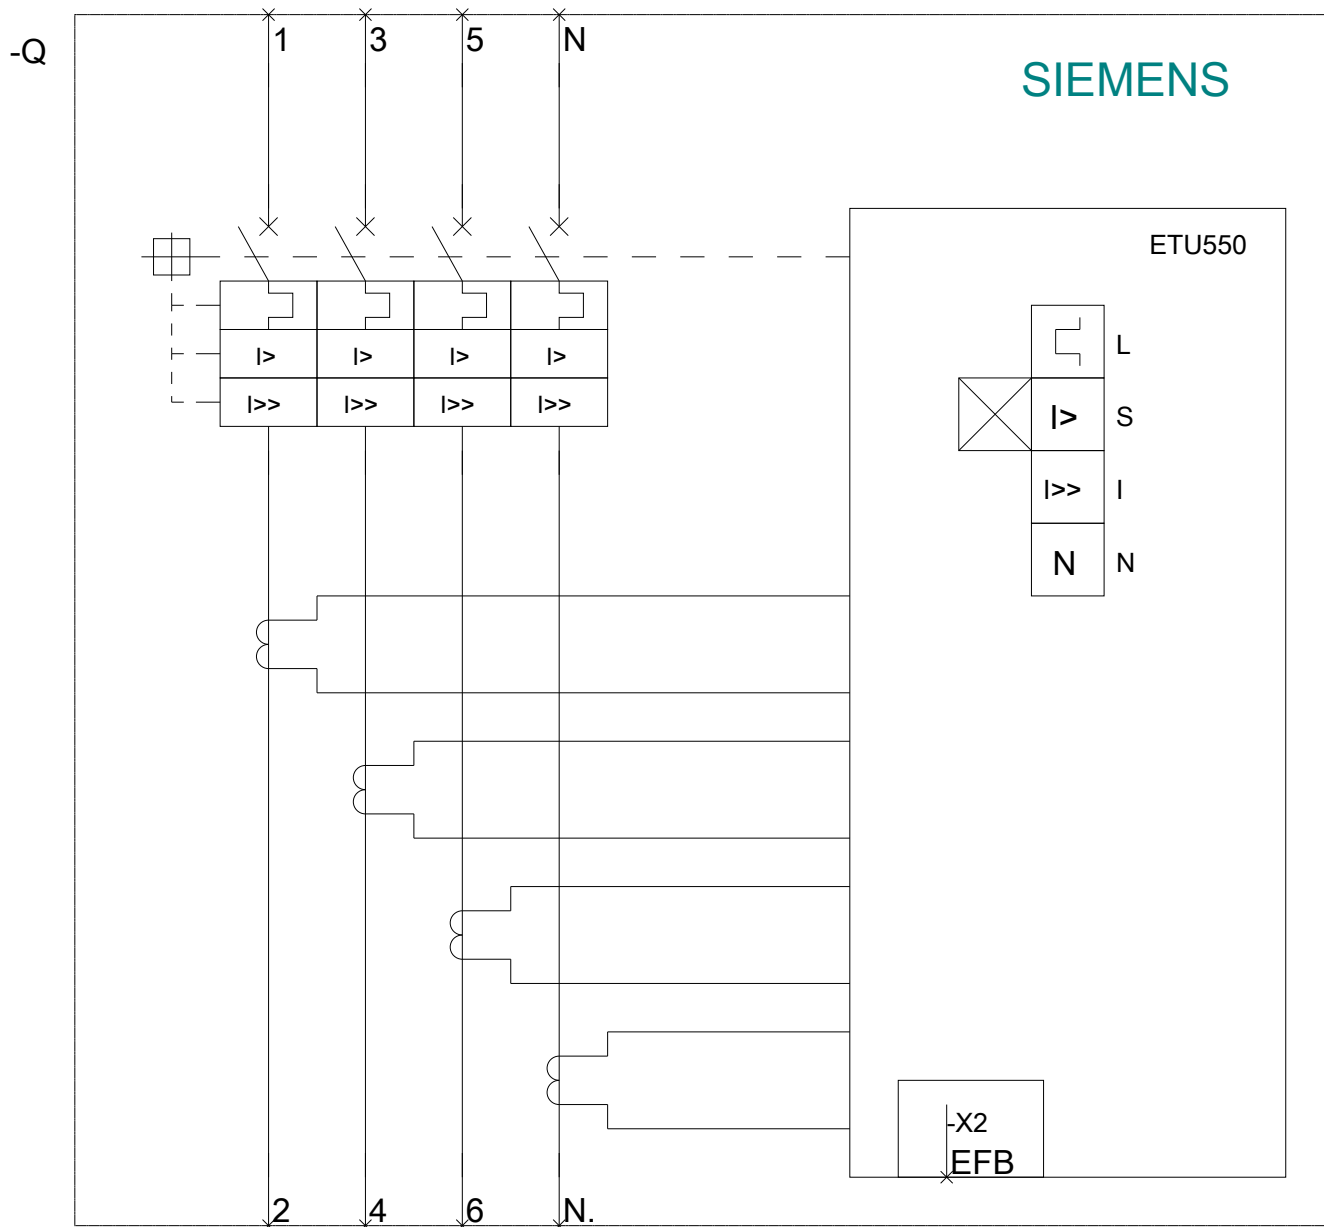 1 3 5 N
-Q
SIEMENS
ETU550
I> I> I> I>
I>> I>> I>> I>>
L
I> S
I>> I
N N
-X2
EFB
2 4 6 N.